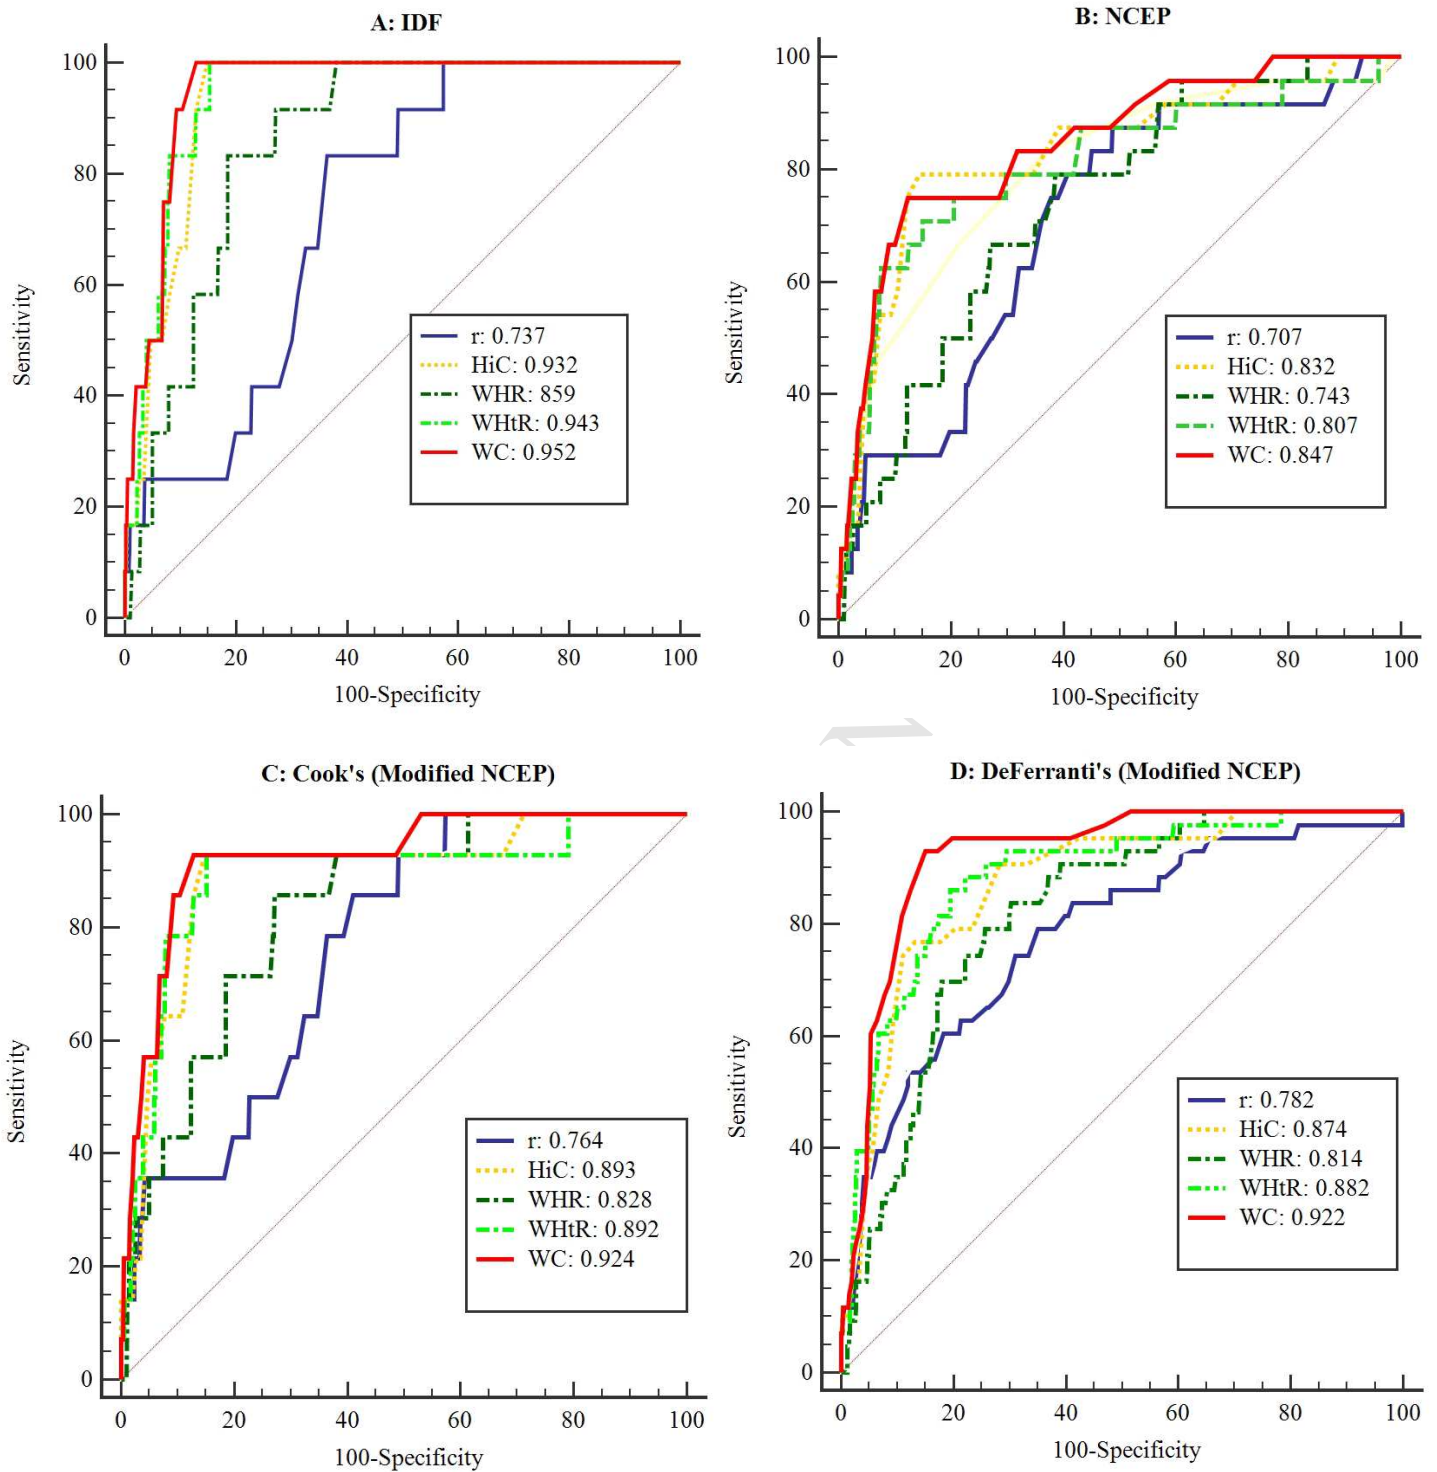 A: IDF
100
80
60
40
20
0
Sensitivity
r: 0.737
HiC: 0.932
WHR: 859
WHtR: 0.943
WC: 0.952
0 20 40 60 80 100
100-Specificity
B: NCEP
100
80
60
40
20
0
Sensitivity
r: 0.707
HiC: 0.832
WHR: 0.743
WHtR: 0.807
WC: 0.847
0 20 40 60 80 100
100-Specificity
C: Cook's (Modified NCEP)
100
80
60
40
20
0
Sensitivity
r: 0.764
HiC: 0.893
WHR: 0.828
WHtR: 0.892
WC: 0.924
0 20 40 60 80 100
100-Specificity
D: DeFerranti's (Modified NCEP)
100
80
60
40
20
0
Sensitivity
r: 0.782
HiC: 0.874
WHR: 0.814
WHtR: 0.882
WC: 0.922
0 20 40 60 80 100
100-Specificity